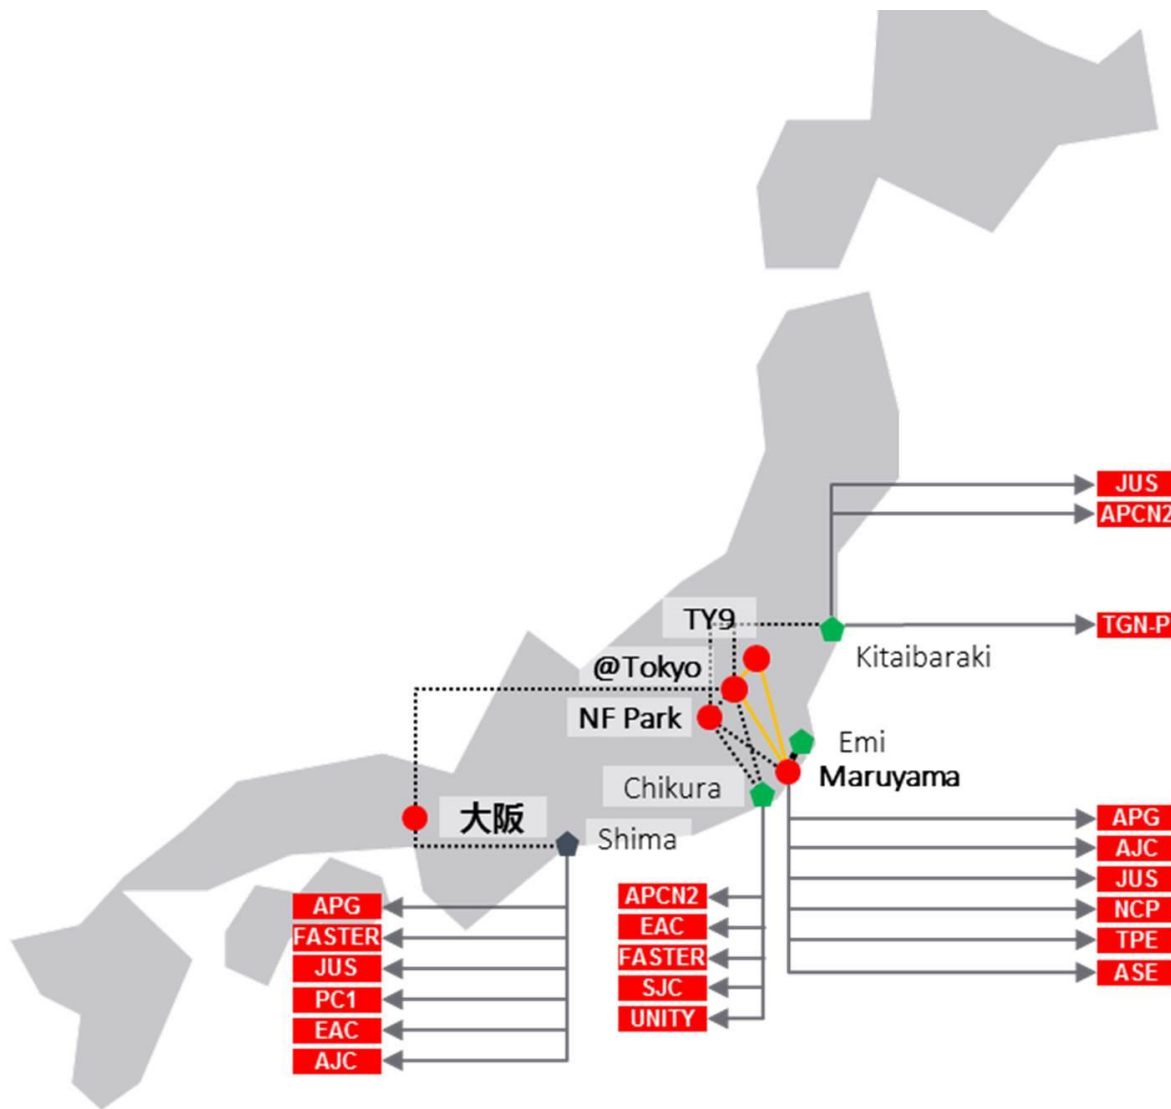 JUS
APCN2
TY9
TGN-P
Kitaibaraki
@Tokyo
NF Park
Emi
Maruyama
Chikura
大阪
Shima
APG
AJC
JUS
NCP
TPE
ASE
APCN2
EAC
FASTER
SJC
UNITY
APG
FASTER
JUS
PC1
EAC
AJC